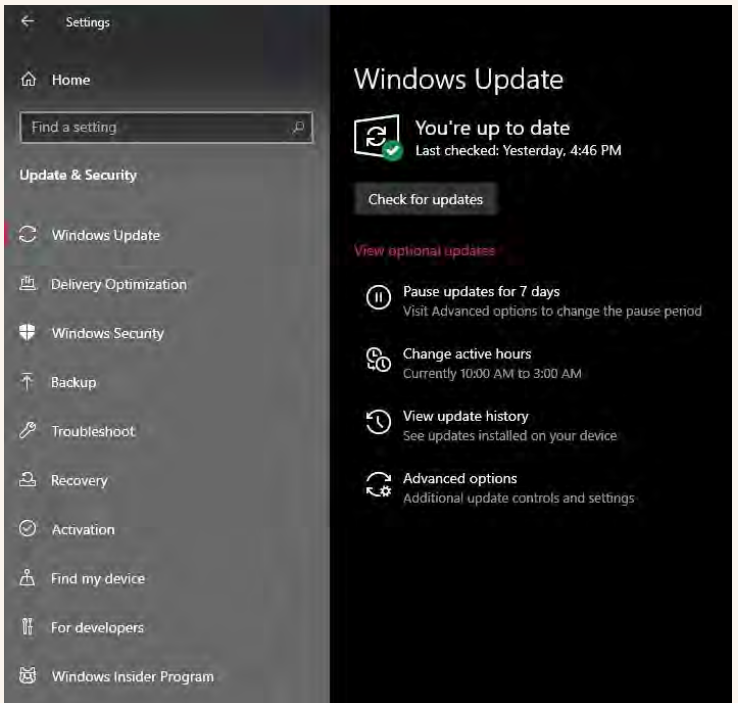 Settings
Home
Find a setting
Update & Security
Windows Update
Delivery Optimization
Windows Security
Backup
Troubleshoot
Recovery
Activation
Find my device
For developers
Windows Insider Program
Windows Update
You're up to date
Last checked: Yesterday, 4:46 PM
Check for updates
View optional updates
Pause updates for 7 days
Visit Advanced options to change the pause period
Change active hours
Currently 10:00 AM to 3:00 AM
View update history
See updates installed on your device
Advanced options
Additional update controls and settings